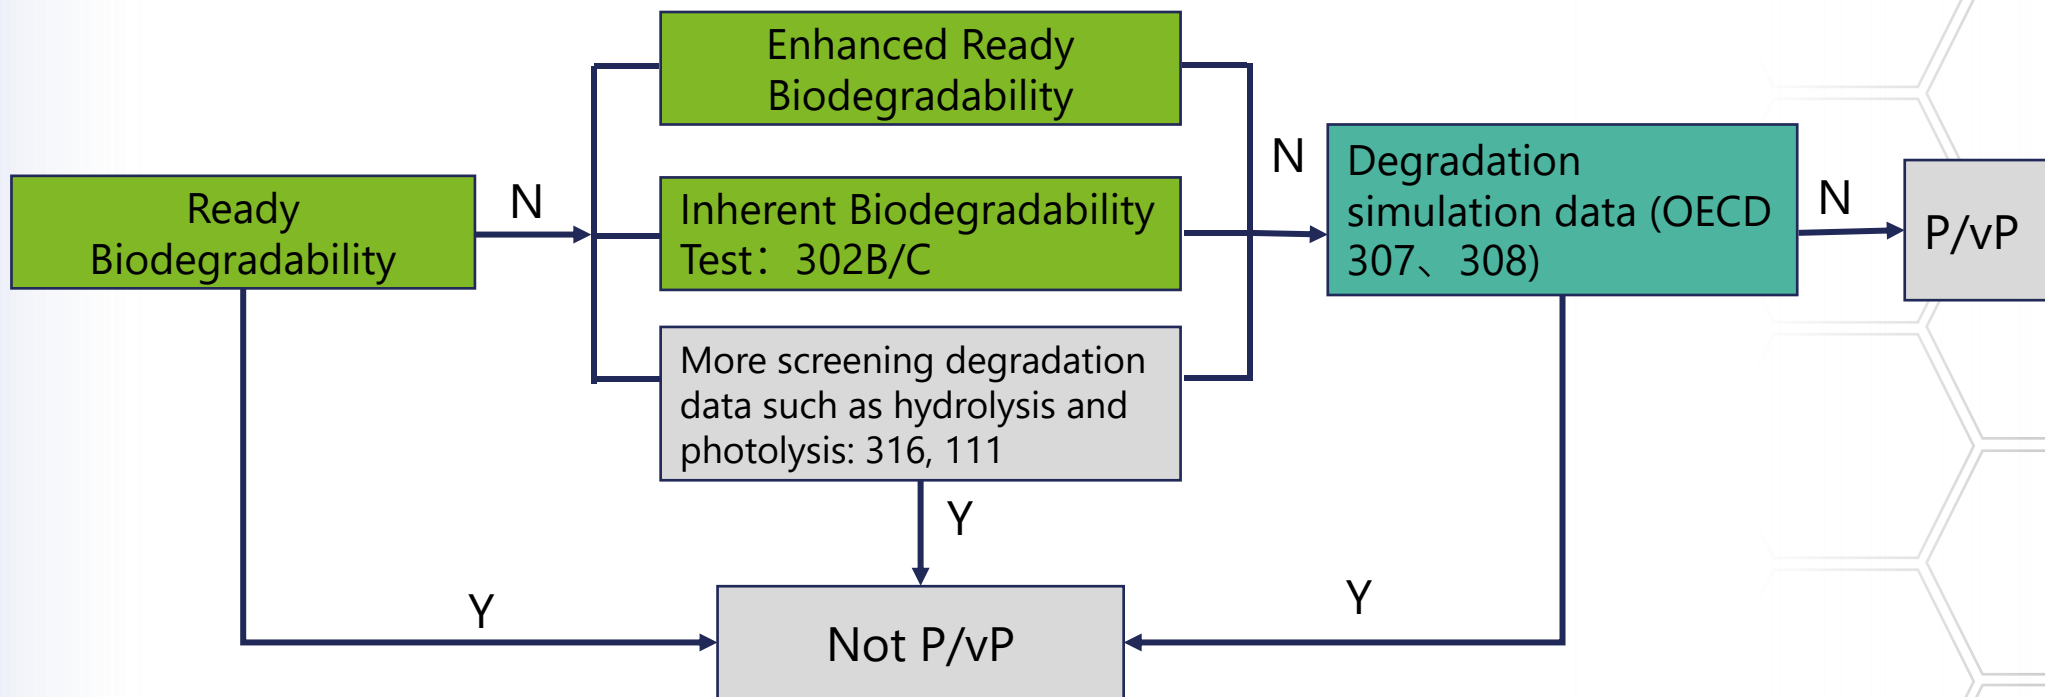 Enhanced Ready
Biodegradability
Ready
Biodegradability
N
Inherent Biodegradability
Test：302B/C
More screening degradation
data such as hydrolysis and
photolysis: 316, 111
N
Degradation
simulation data (OECD
307、308)
N
P/vP
Y
Y
Y
Not P/vP